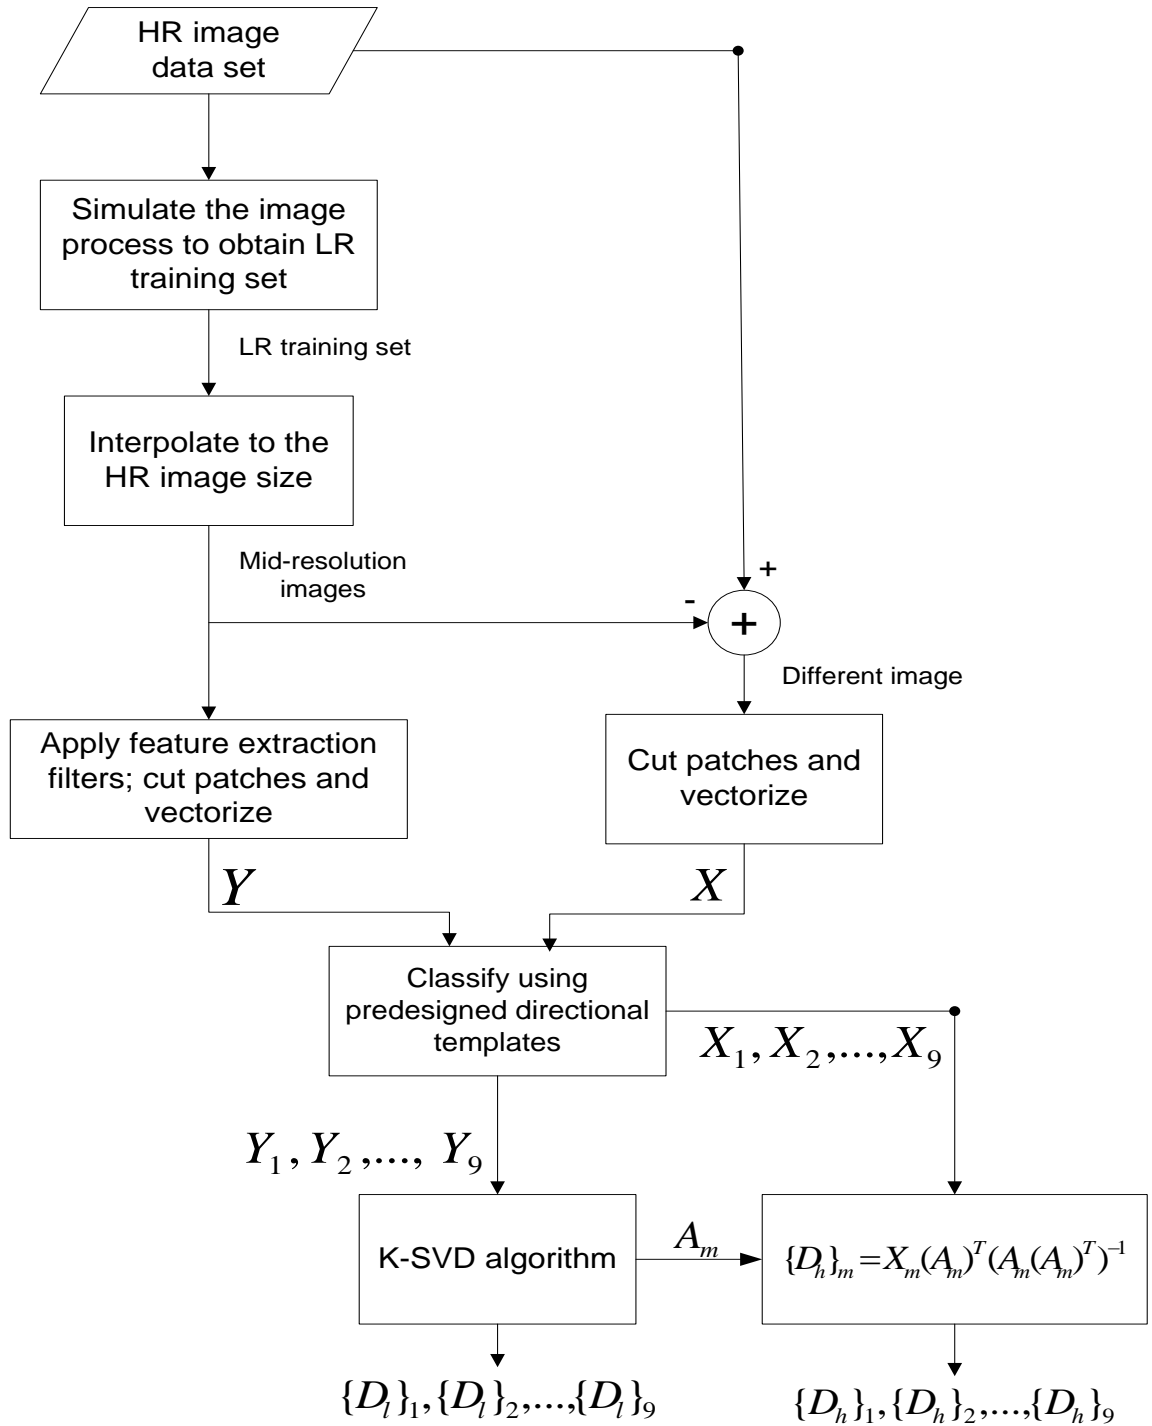 HR image
data set
Simulate the image
process to obtain LR
training set
LR training set
Interpolate to the
HR image size
Mid-resolution
images
+
-
+
Different image
Apply feature extraction
filters; cut patches and
vectorize
Cut patches and
vectorize
Y
X
Classify using
predesigned directional
templates
X₁, X₂,..., X₉
Y₁, Y₂,..., Y₉
K-SVD algorithm
Aₘ
{Dₕ}ₘ = Xₘ(Aₘ)ᵀ(Aₘ(Aₘ)ᵀ)⁻¹
{Dₗ}₁,{Dₗ}₂,...,{Dₗ}₉
{Dₕ}₁,{Dₕ}₂,...,{Dₕ}₉